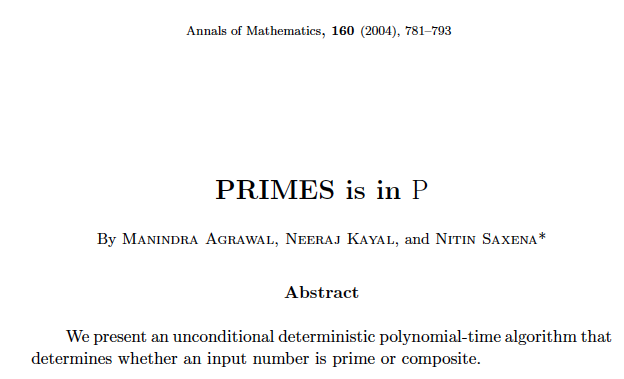 Annals of Mathematics, 160 (2004), 781–793
PRIMES is in P
By Manindra Agrawal, Neeraj Kayal, and Nitin Saxena*
Abstract
We present an unconditional deterministic polynomial-time algorithm that
determines whether an input number is prime or composite.